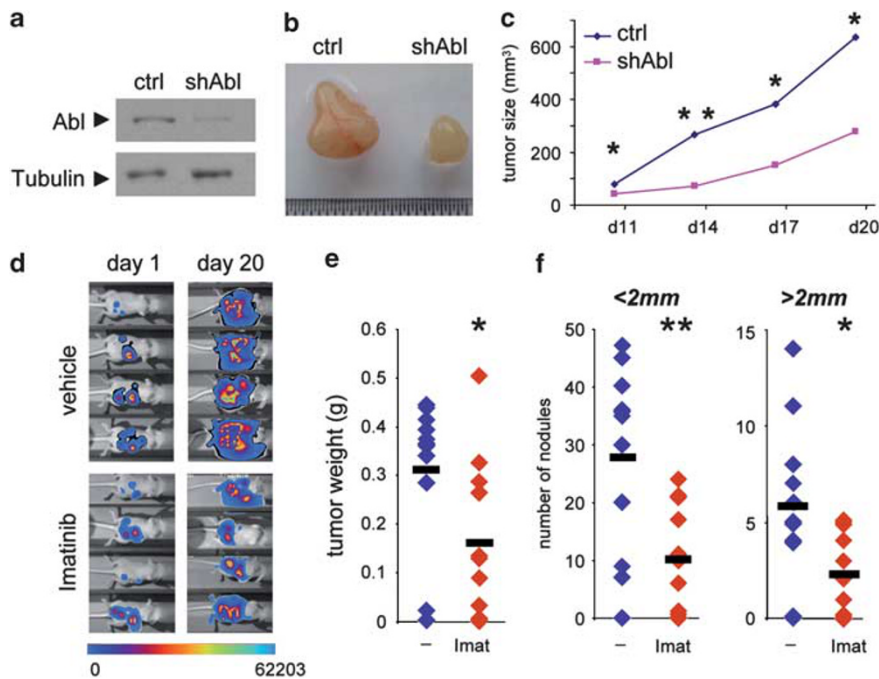 a
ctrl shAbl
Abl
Tubulin
b
ctrl shAbl
c
tumor size (mm³)
600
400
200
0
ctrl
shAbl
*
* *
*
*
d11 d14 d17 d20
d
day 1 day 20
vehicle
Imatinib
0 62203
e
tumor weight (g)
0.6
0.5
0.4
0.3
0.2
0.1
0
*
– Imat
f
<2mm
number of nodules
50
40
30
20
10
0
**
– Imat
>2mm
15
10
5
0
*
– Imat